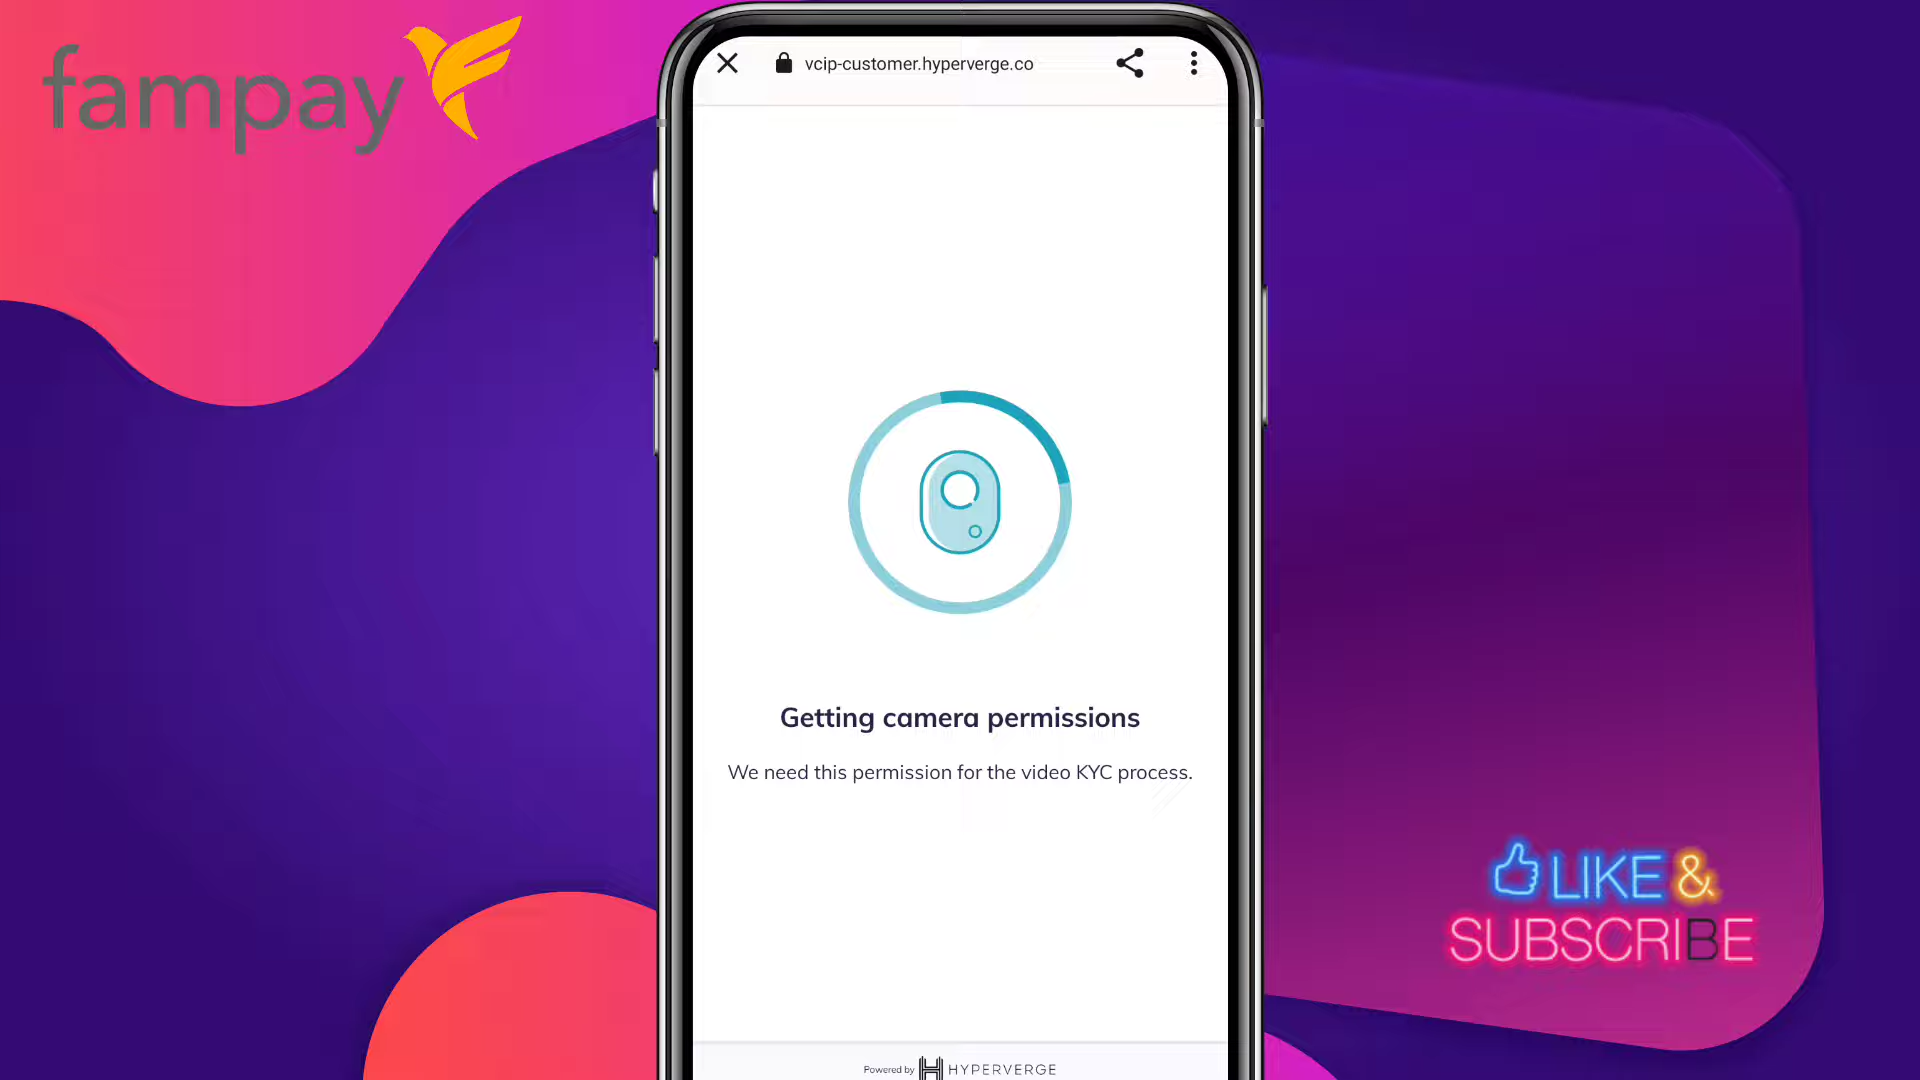 fampay
vcip-customer.hyperverge.co
Getting camera permissions
We need this permission for the video KYC process.
LIKE &
SUBSCRIBE
Powered by HYPERVERGE